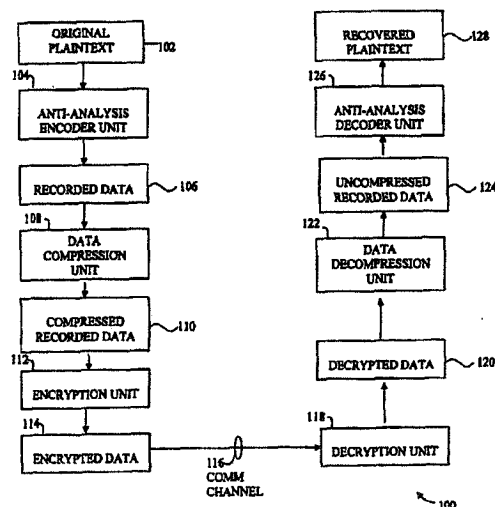 ORIGINAL
PLAINTEXT
102
104
ANTI-ANALYSIS
ENCODER UNIT
RECORDED DATA
106
108
DATA
COMPRESSION
UNIT
COMPRESSED
RECORDED DATA
110
112
ENCRYPTION UNIT
114
ENCRYPTED DATA
116
COMM
CHANNEL
118
DECRYPTION UNIT
DECRYPTED DATA
120
122
DATA
DECOMPRESSION
UNIT
UNCOMPRESSED
RECORDED DATA
124
126
ANTI-ANALYSIS
DECODER UNIT
RECOVERED
PLAINTEXT
128
100